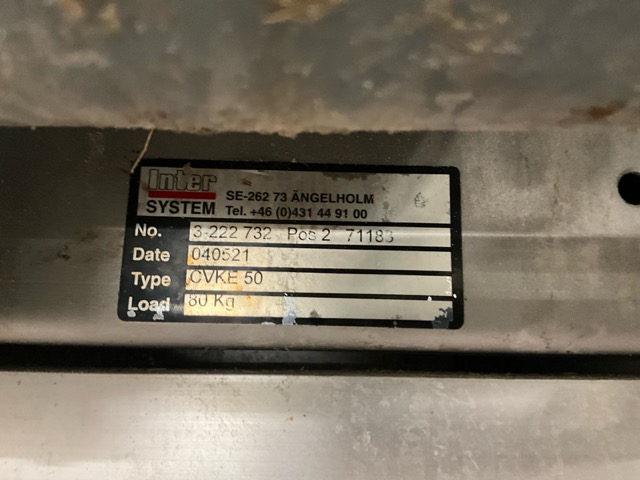 Inter
SYSTEM
SE-262 73 ÄNGELHOLM
Tel. +46 (0)431 44 91 00
No. 3-222 732 Pos 2 71183
Date 040521
Type CVKE 50
Load 80 Kg